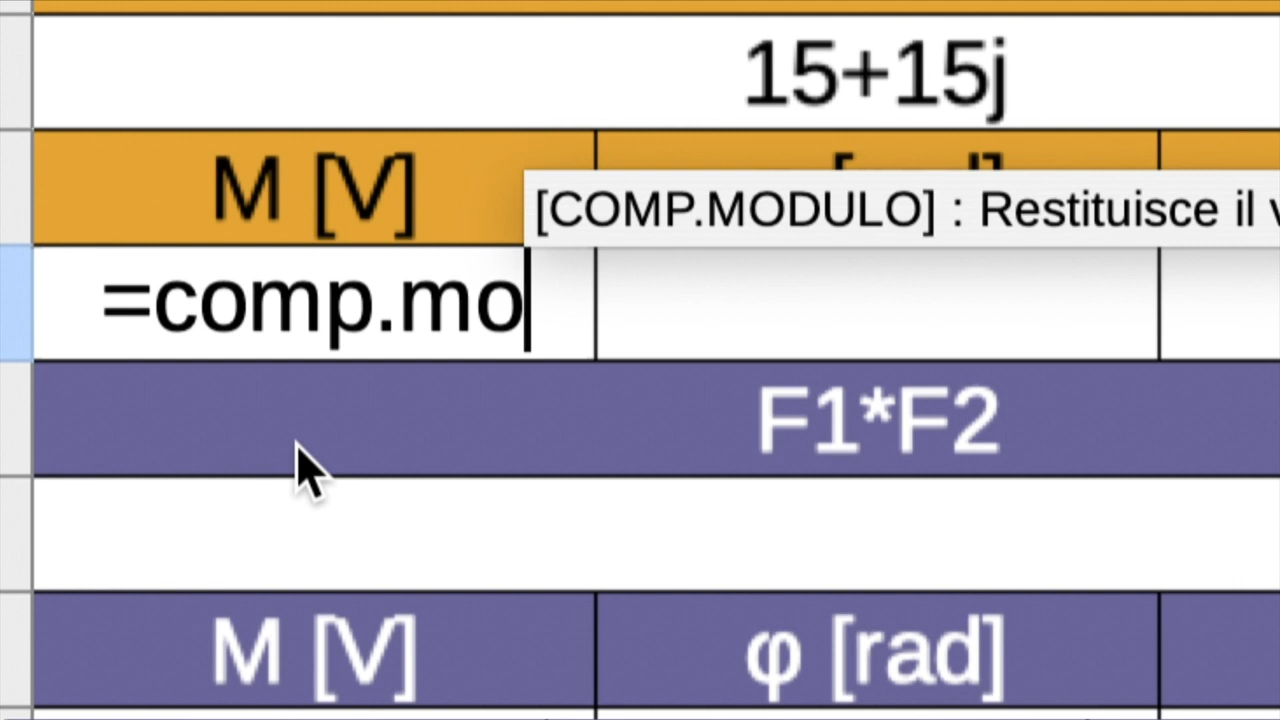 15+15j
M [V]
[COMP.MODULO] : Restituisce il
=comp.mo
F1*F2
M [V] φ [rad]